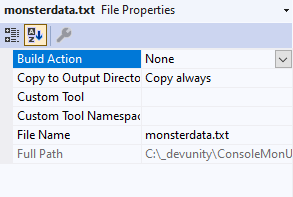 monsterdata.txt File Properties
Build Action None
Copy to Output Directo Copy always
Custom Tool
Custom Tool Namespac
File Name monsterdata.txt
Full Path C:\_devunity\ConsoleMonU